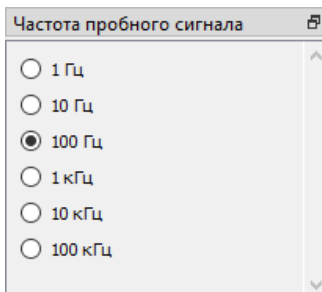 Частота пробного сигнала
1 Гц
10 Гц
100 Гц
1 кГц
10 кГц
100 кГц